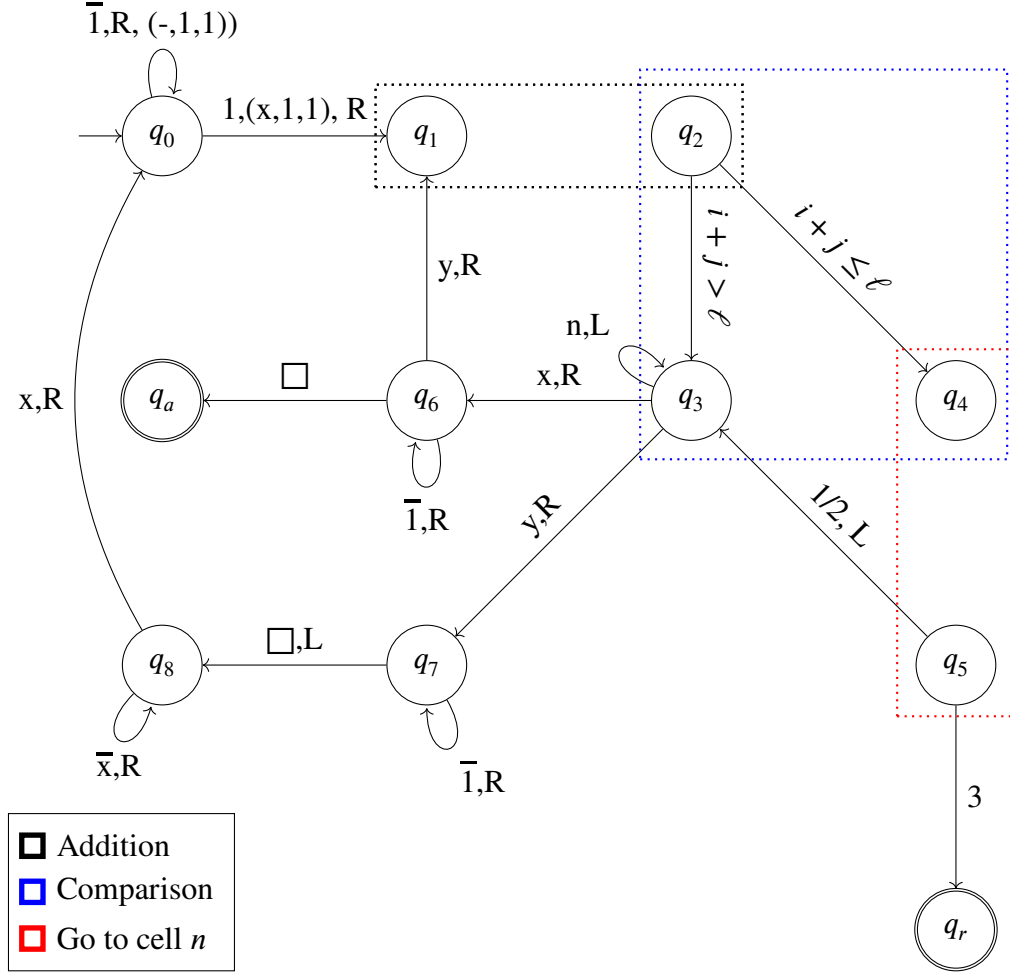 1̅,R, (-,1,1))
1,(x,1,1), R
q₀
q₁
q₂
i + j > ℓ
i + j ≤ ℓ
y,R
n,L
x,R
x,R
□
qₐ
q₆
q₃
q₄
1̅,R
y,R
1/2, L
□,L
q₈
q₇
q₅
x̅,R
1̅,R
3
qᵣ
Addition
Comparison
Go to cell n